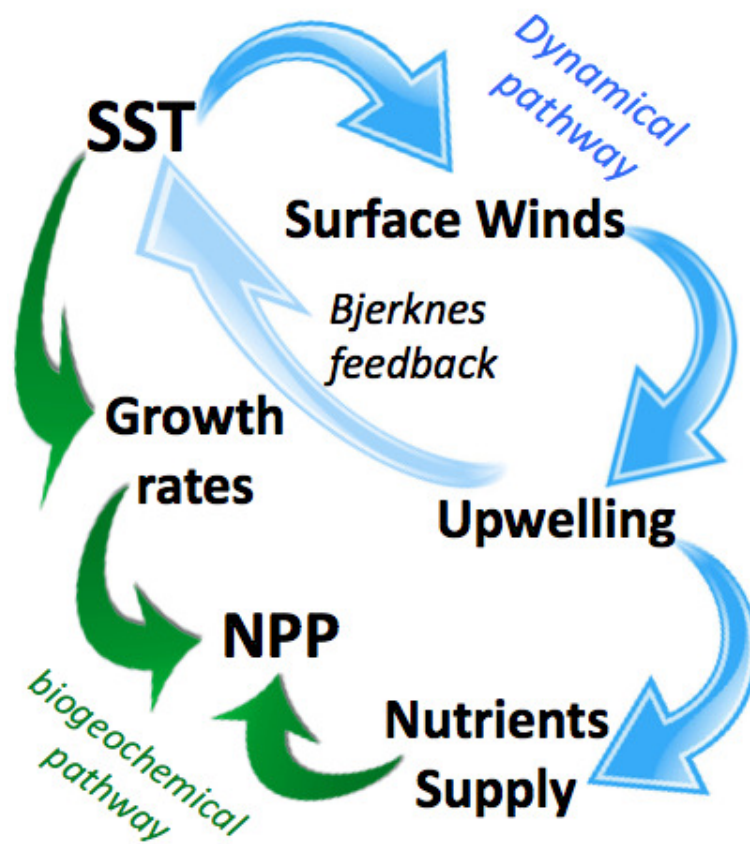 Dynamical
pathway
SST
Surface Winds
Bjerknes
feedback
Growth
rates
Upwelling
NPP
Nutrients
Supply
biogeochemical
pathway